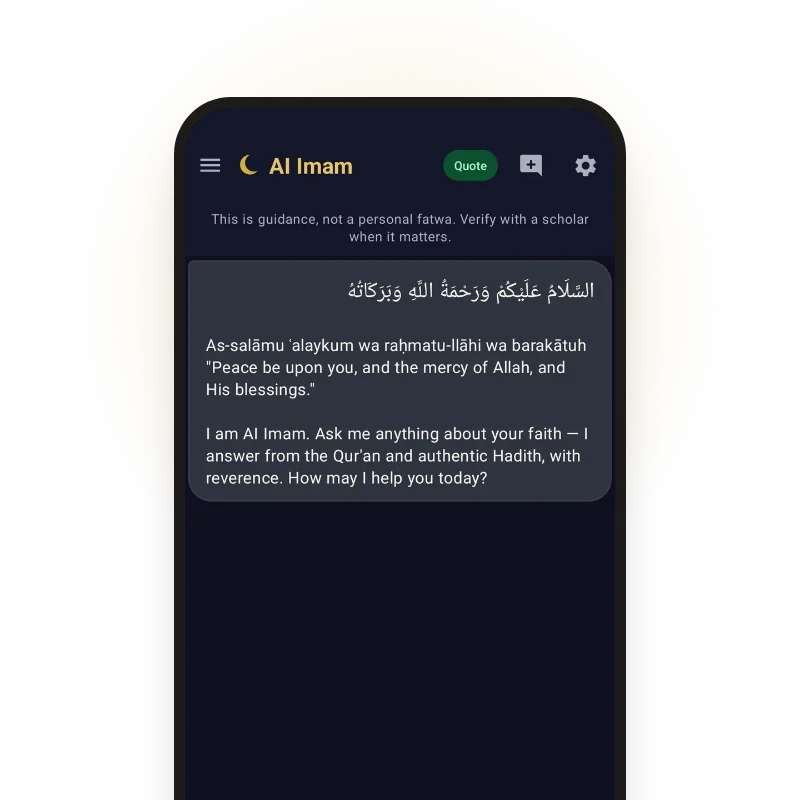 AI Imam
Quote
This is guidance, not a personal fatwa. Verify with a scholar
when it matters.
السَّلَامُ عَلَيْكُمْ وَرَحْمَةُ اللَّهِ وَبَرَكَاتُهُ
As-salāmu ʿalaykum wa raḥmatu-llāhi wa barakātuh
"Peace be upon you, and the mercy of Allah, and
His blessings."
I am AI Imam. Ask me anything about your faith — I
answer from the Qur'an and authentic Hadith, with
reverence. How may I help you today?